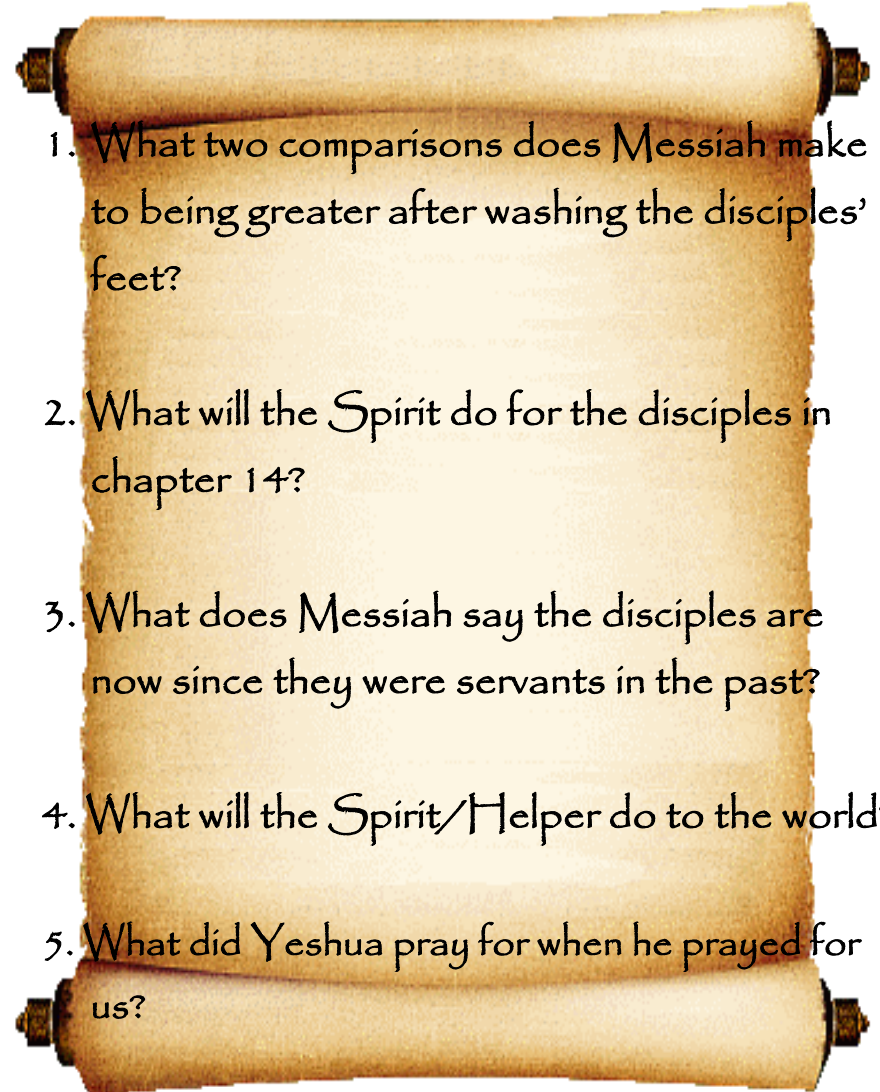 1. What two comparisons does Messiah make
to being greater after washing the disciples’
feet?
2. What will the Spirit do for the disciples in
chapter 14?
3. What does Messiah say the disciples are
now since they were servants in the past?
4. What will the Spirit/Helper do to the world
5. What did Yeshua pray for when he prayed for
us?